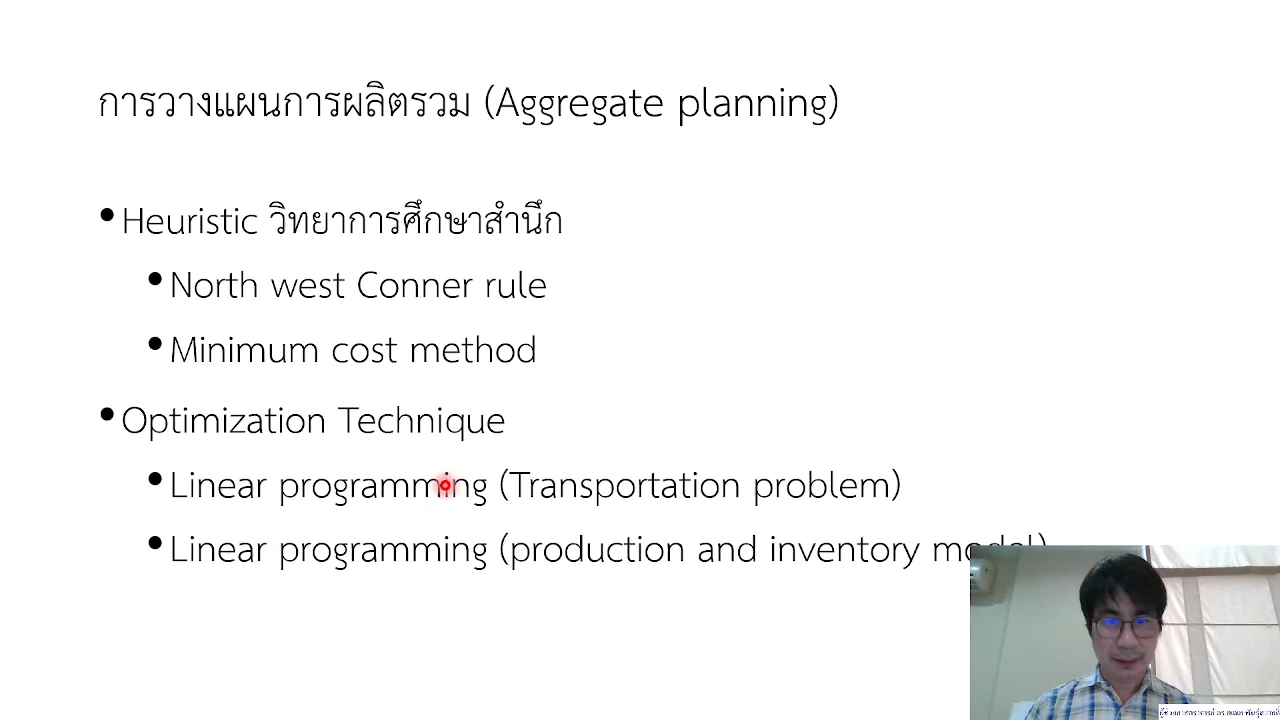 การวางแผนการผลิตรวม (Aggregate planning)
•Heuristic วิทยาการศึกษาสำนึก
•North west Conner rule
•Minimum cost method
•Optimization Technique
•Linear programming (Transportation problem)
•Linear programming (production and inventory model)